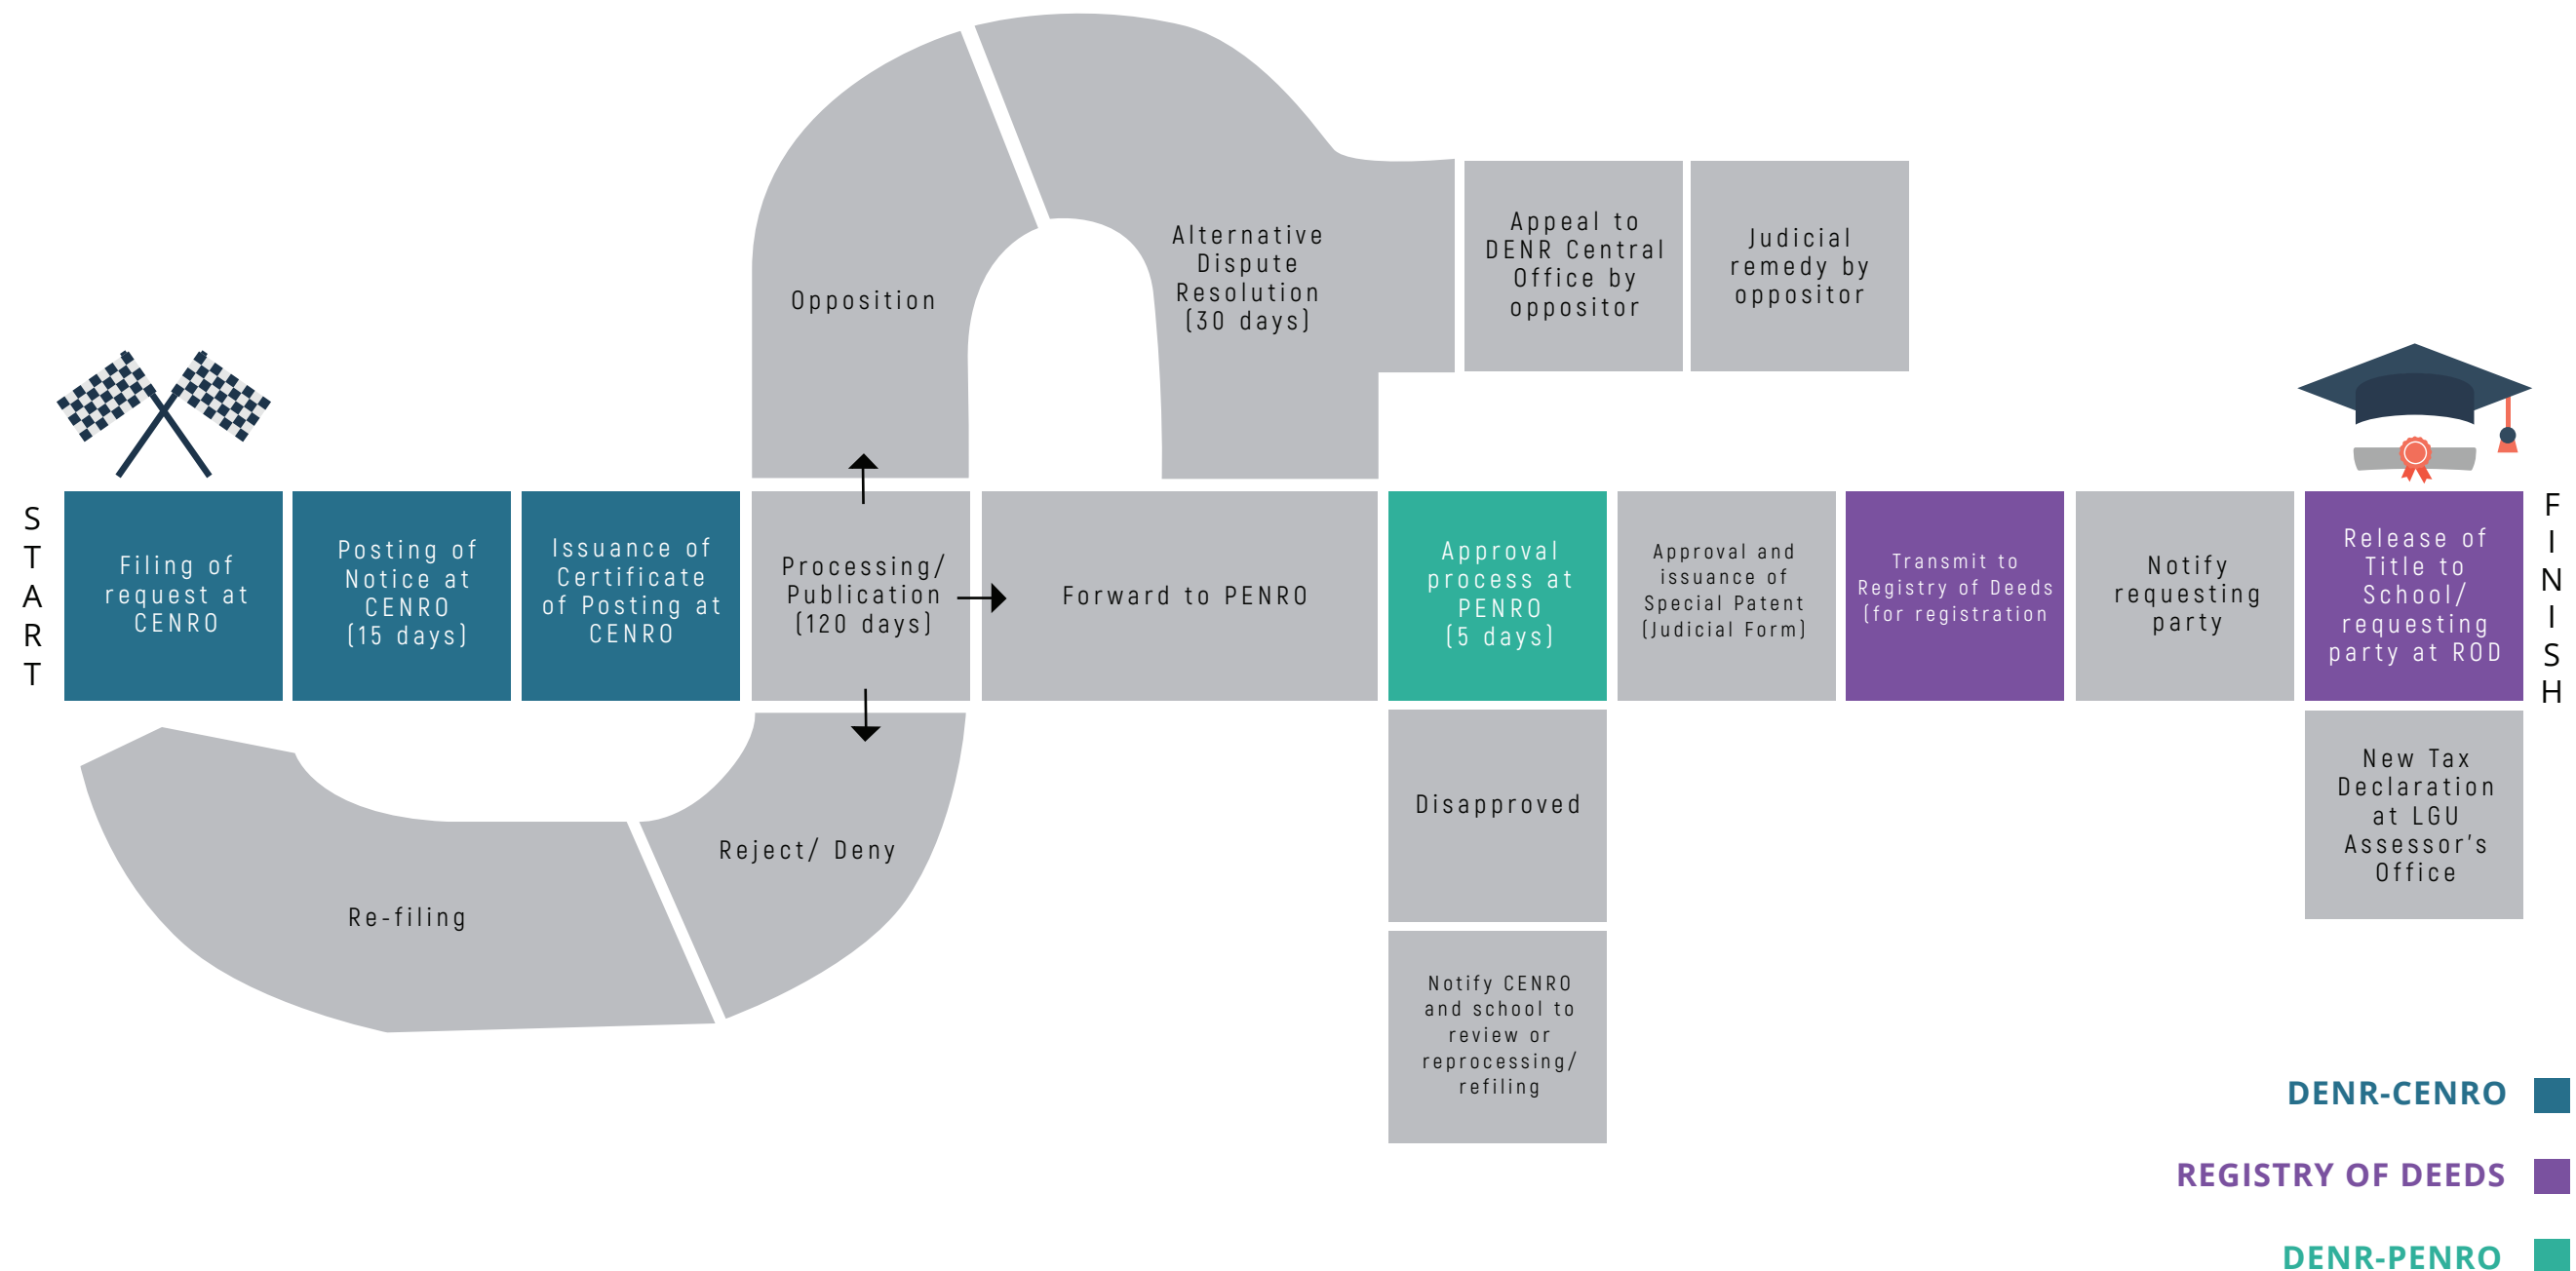 START
Filing of
request at
CENRO
Posting of
Notice at
CENRO
(15 days)
Issuance of
Certificate
of Posting at
CENRO
Processing/
Publication
(120 days)
Opposition
Alternative
Dispute
Resolution
(30 days)
Appeal to
DENR Central
Office by
oppositor
Judicial
remedy by
oppositor
Reject/ Deny
Re-filing
Forward to PENRO
Approval
process at
PENRO
(5 days)
Disapproved
Notify CENRO
and school to
review or
reprocessing/
refiling
Approval and
issuance of
Special Patent
(Judicial Form)
Transmit to
Registry of Deeds
(for registration
Notify
requesting
party
Release of
Title to
School/
requesting
party at ROD
New Tax
Declaration
at LGU
Assessor's
Office
FINISH
DENR-CENRO
REGISTRY OF DEEDS
DENR-PENRO